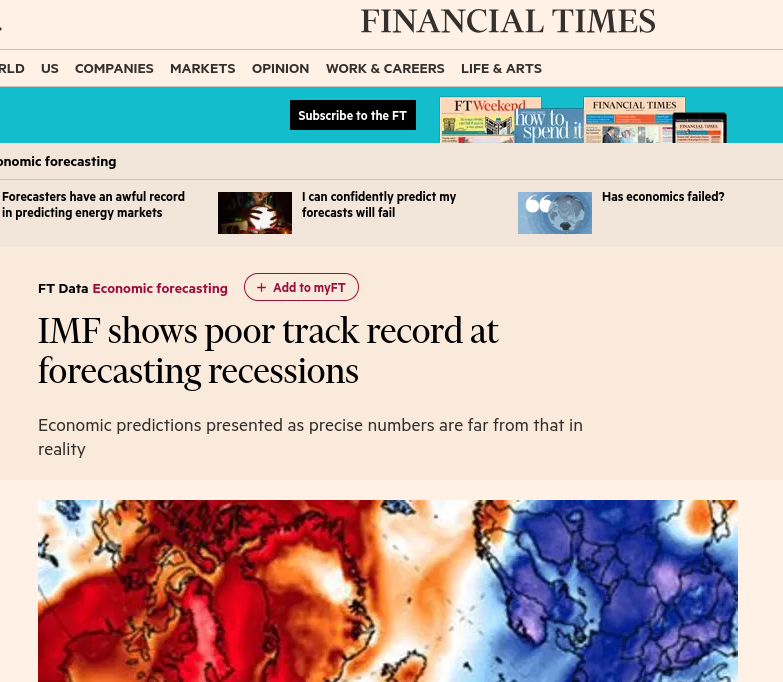 FINANCIAL TIMES
RLD US COMPANIES MARKETS OPINION WORK & CAREERS LIFE & ARTS
Subscribe to the FT
FTWeekend
how to
spend it
FINANCIAL TIMES
FINANCIAL TIMES
onomic forecasting
Forecasters have an awful record
in predicting energy markets
I can confidently predict my
forecasts will fail
Has economics failed?
FT Data Economic forecasting
+ Add to myFT
IMF shows poor track record at
forecasting recessions
Economic predictions presented as precise numbers are far from that in
reality